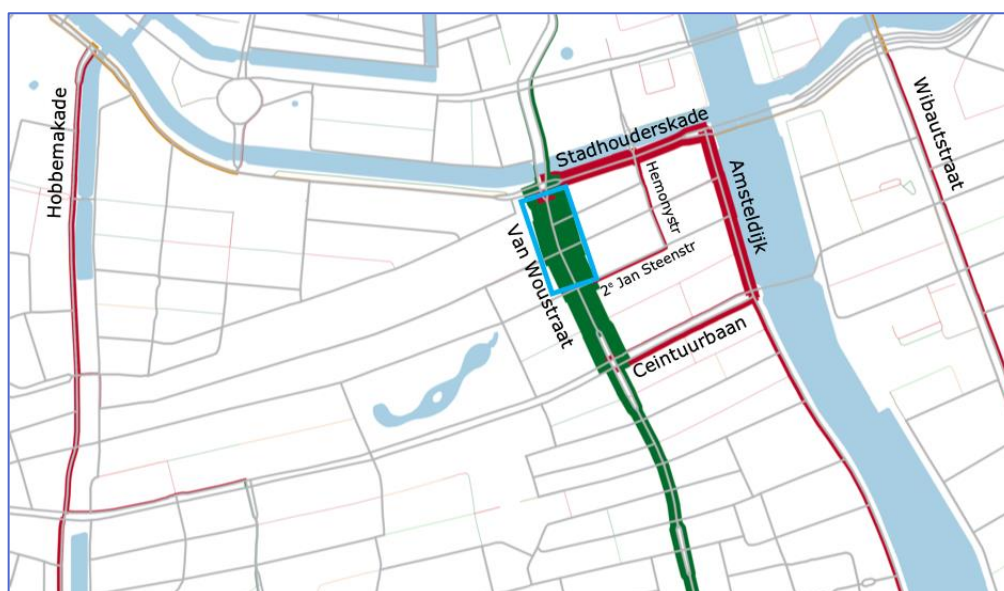 Hobbemakade
Stadhouderskade
Wibautstraat
Hemonystr
Amsteldijk
Van Woustraat
2e Jan Steenstr
Ceintuurbaan